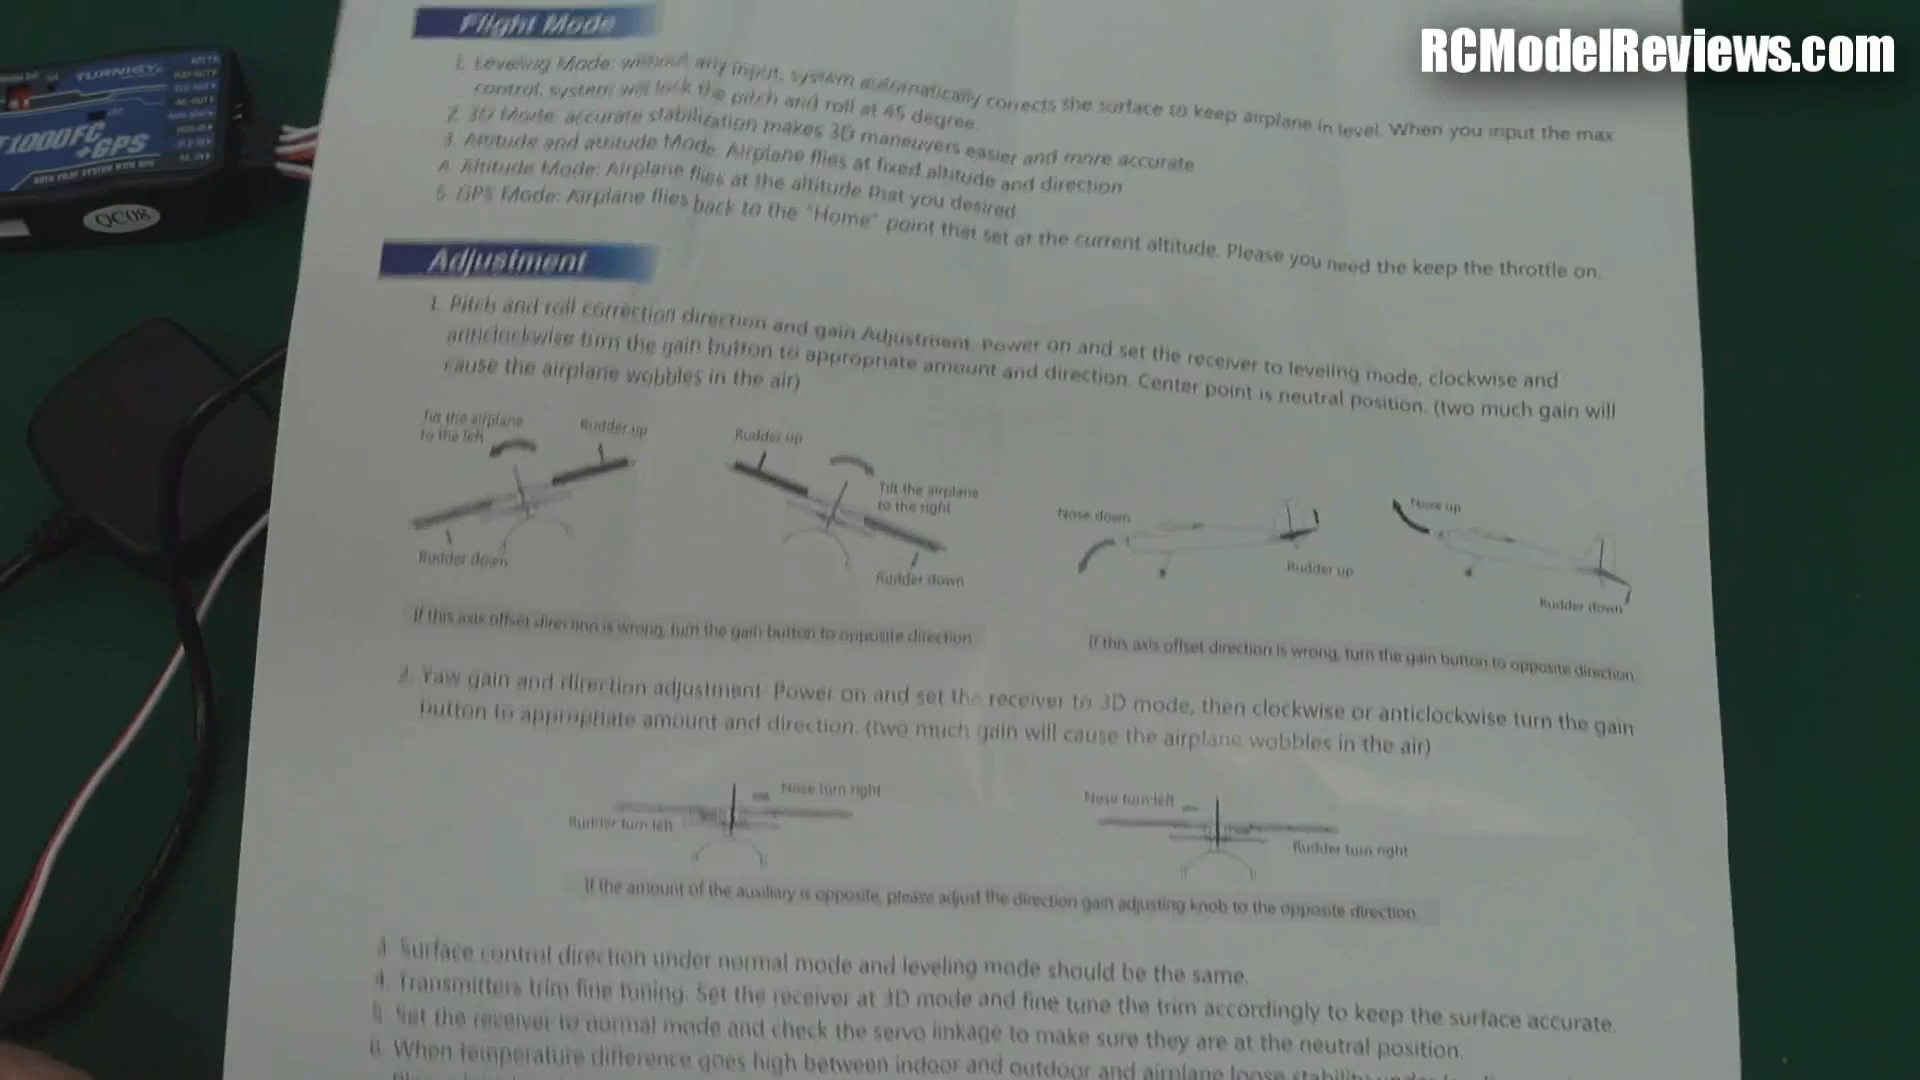 RCModelReviews.com
Flight Mode
1. Leveling Mode: without any input, system automatically corrects the surface to keep airplane in level. When you input the max
control, system will lock the pitch and roll at 45 degree.
2. 3D Mode: accurate stabilization makes 3D maneuvers easier and more accurate
3. Altitude and attitude Mode: Airplane flies at fixed altitude and direction
4. Altitude Mode: Airplane flies at the altitude that you desired.
5. GPS Mode: Airplane flies back to the "Home" point that set at the current altitude. Please you need the keep the throttle on.
TURNIGY
F1000FC
+GPS
AUTO PILOT SYSTEM WITH GPS
QC08
Adjustment
1. Pitch and roll correction direction and gain Adjustment. Power on and set the receiver to leveling mode, clockwise and
anticlockwise turn the gain button to appropriate amount and direction. Center point is neutral position. (two much gain will
cause the airplane wobbles in the air)
Tilt the airplane
to the left
Rudder up
Rudder down
Rudder up
Tilt the airplane
to the right
Rudder down
Nose down
Rudder up
Nose up
Rudder down
If this axis offset direction is wrong, turn the gain button to opposite direction
If this axis offset direction is wrong, turn the gain button to opposite direction
2. Yaw gain and direction adjustment. Power on and set the receiver to 3D mode, then clockwise or anticlockwise turn the gain
button to appropriate amount and direction. (two much gain will cause the airplane wobbles in the air)
Nose turn right
Rudder turn left
Nose turn left
Rudder turn right
If the amount of the auxiliary is opposite, please adjust the direction gain adjusting knob to the opposite direction
3. Surface control direction under normal mode and leveling mode should be the same.
4. Transmitters trim fine tuning. Set the receiver at 3D mode and fine tune the trim accordingly to keep the surface accurate.
5. Set the receiver to normal mode and check the servo linkage to make sure they are at the neutral position.
6. When temperature difference goes high between indoor and outdoor and airplane loose stability under